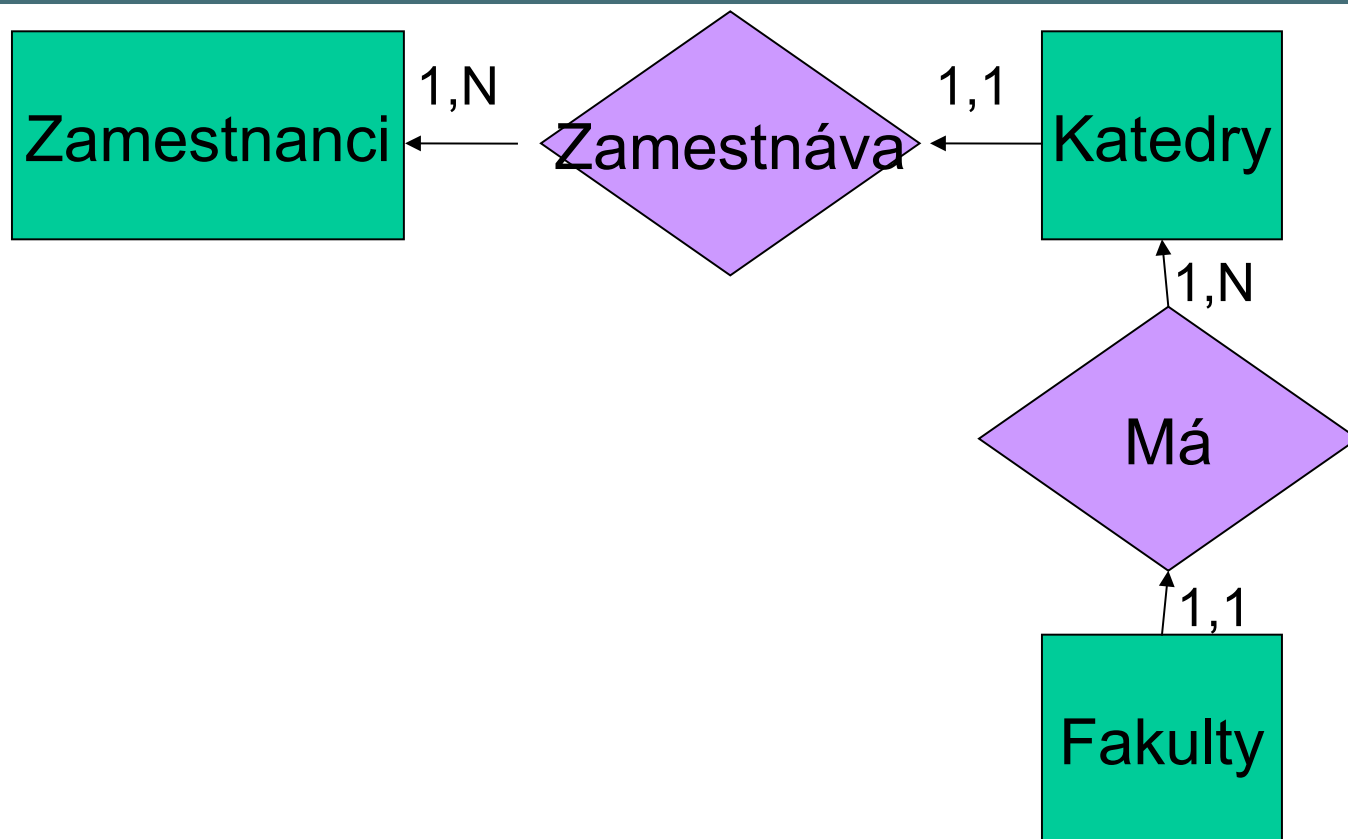 1,N
1,1
Zamestnanci
Zamestnáva
Katedry
1,N
Má
1,1
Fakulty